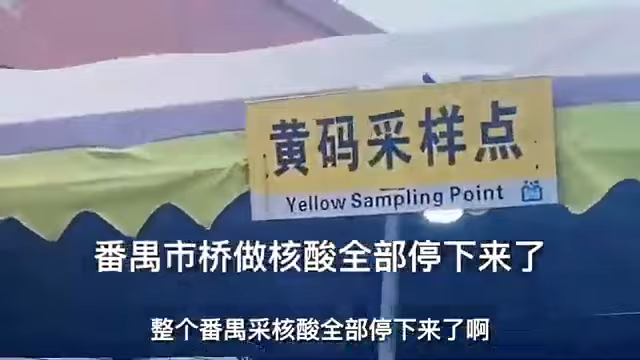 黄码采样点
Yellow Sampling Point
番禺市桥做核酸全部停下来了
整个番禺采核酸全部停下来了啊